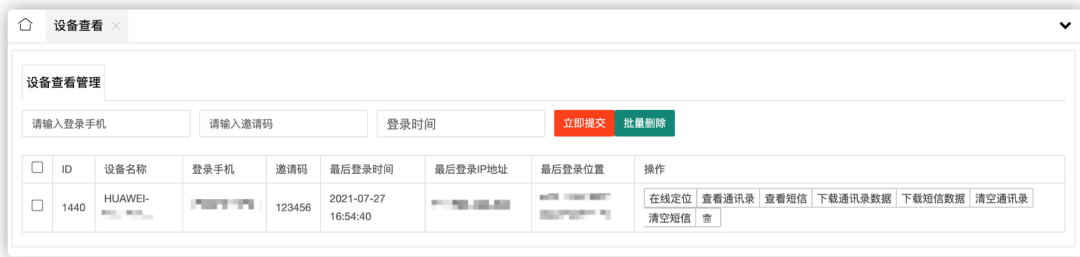 设备查看 ×
设备查看管理
请输入登录手机 请输入邀请码 登录时间 立即提交 批量删除
ID 设备名称 登录手机 邀请码 最后登录时间 最后登录IP地址 最后登录位置 操作
1440 HUAWEI- 123456 2021-07-27 16:54:40 在线定位 查看通讯录 查看短信 下载通讯录数据 下载短信数据 清空通讯录
清空短信